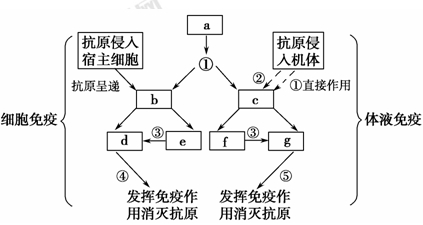 a
抗原侵入
宿主细胞
抗原侵
入机体
①
②
①直接作用
抗原呈递
b
c
细胞免疫
体液免疫
d
③
e
f
③
g
④
⑤
发挥免疫作
用消灭抗原
发挥免疫作
用消灭抗原